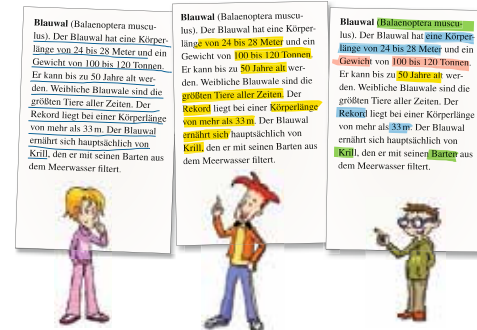 Blauwal (Balaenoptera muscu-
lus). Der Blauwal hat eine Körper-
länge von 24 bis 28 Meter und ein
Gewicht von 100 bis 120 Tonnen.
Er kann bis zu 50 Jahre alt wer-
den. Weibliche Blauwale sind die
größten Tiere aller Zeiten. Der
Rekord liegt bei einer Körperlänge
von mehr als 33 m. Der Blauwal
ernährt sich hauptsächlich von
Krill, den er mit seinen Barten aus
dem Meerwasser filtert.
Blauwal (Balaenoptera muscu-
lus). Der Blauwal hat eine Körper-
länge von 24 bis 28 Meter und ein
Gewicht von 100 bis 120 Tonnen.
Er kann bis zu 50 Jahre alt wer-
den. Weibliche Blauwale sind die
größten Tiere aller Zeiten. Der
Rekord liegt bei einer Körperlänge
von mehr als 33 m. Der Blauwal
ernährt sich hauptsächlich von
Krill, den er mit seinen Barten aus
dem Meerwasser filtert.
Blauwal (Balaenoptera muscu-
lus). Der Blauwal hat eine Körper-
länge von 24 bis 28 Meter und ein
Gewicht von 100 bis 120 Tonnen.
Er kann bis zu 50 Jahre alt wer-
den. Weibliche Blauwale sind die
größten Tiere aller Zeiten. Der
Rekord liegt bei einer Körperlänge
von mehr als 33 m. Der Blauwal
ernährt sich hauptsächlich von
Krill, den er mit seinen Barten aus
dem Meerwasser filtert.